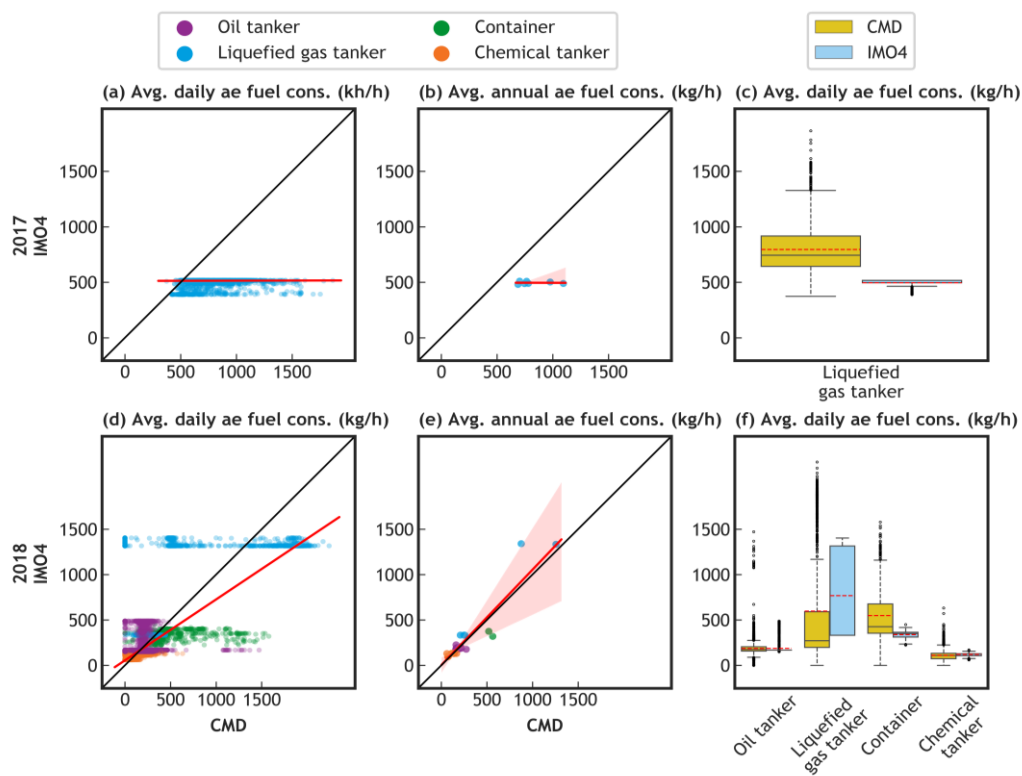 Oil tanker
Container
Liquefied gas tanker
Chemical tanker
CMD
IMO4
(a) Avg. daily ae fuel cons. (kh/h)
(b) Avg. annual ae fuel cons. (kg/h)
(c) Avg. daily ae fuel cons. (kg/h)
2017
IMO4
1500
1000
500
0
0 500 1000 1500
1500
1000
500
0
0 500 1000 1500
1500
1000
500
0
Liquefied
gas tanker
(d) Avg. daily ae fuel cons. (kg/h)
(e) Avg. annual ae fuel cons. (kg/h)
(f) Avg. daily ae fuel cons. (kg/h)
2018
IMO4
1500
1000
500
0
0 500 1000 1500
CMD
1500
1000
500
0
0 500 1000 1500
CMD
1500
1000
500
0
Oil tanker
Liquefied
gas tanker
Container
Chemical
tanker